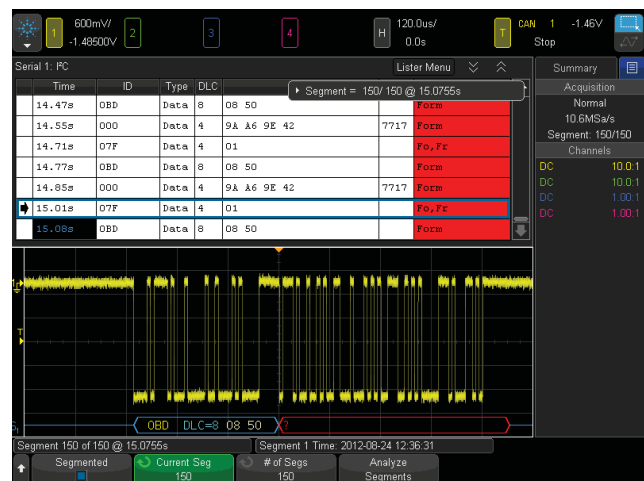 1 600mV/ 2 3 4 H 120.0us/ T CAN 1 -1.46V
-1.48500V 0.0s Stop
Serial 1: I²C Lister Menu Summary
Time ID Type DLC
Segment = 150/ 150 @ 15.0755s
14.47s 0BD Data 8 08 50 Form
14.55s 000 Data 4 9A A6 9E 42 7717 Form
14.71s 07F Data 4 01 Fo,Fr
14.77s 0BD Data 8 08 50 Form
14.85s 000 Data 4 9A A6 9E 42 7717 Form
15.01s 07F Data 4 01 Fo,Fr
15.08s 0BD Data 8 08 50 Form
Acquisition
Normal
10.6MSa/s
Segment: 150/150
Channels
DC 10.0:1
DC 10.0:1
DC 1.00:1
DC 1.00:1
T
S1 0BD DLC=8 08 50 ?
Segment 150 of 150 @ 15.0755s Segment 1 Time: 2012-08-24 12:36:31
Segmented Current Seg # of Segs Analyze
150 150 Segments